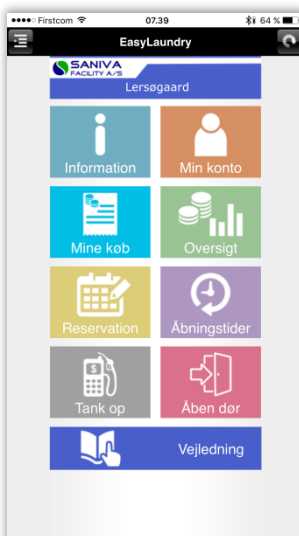 Firstcom 07.39 64 %
EasyLaundry
SANIVA
FACILITY A/S
Lersøgaard
Information Min konto
$
Mine køb Oversigt
Reservation Åbningstider
$
Tank op Åben dør
Vejledning